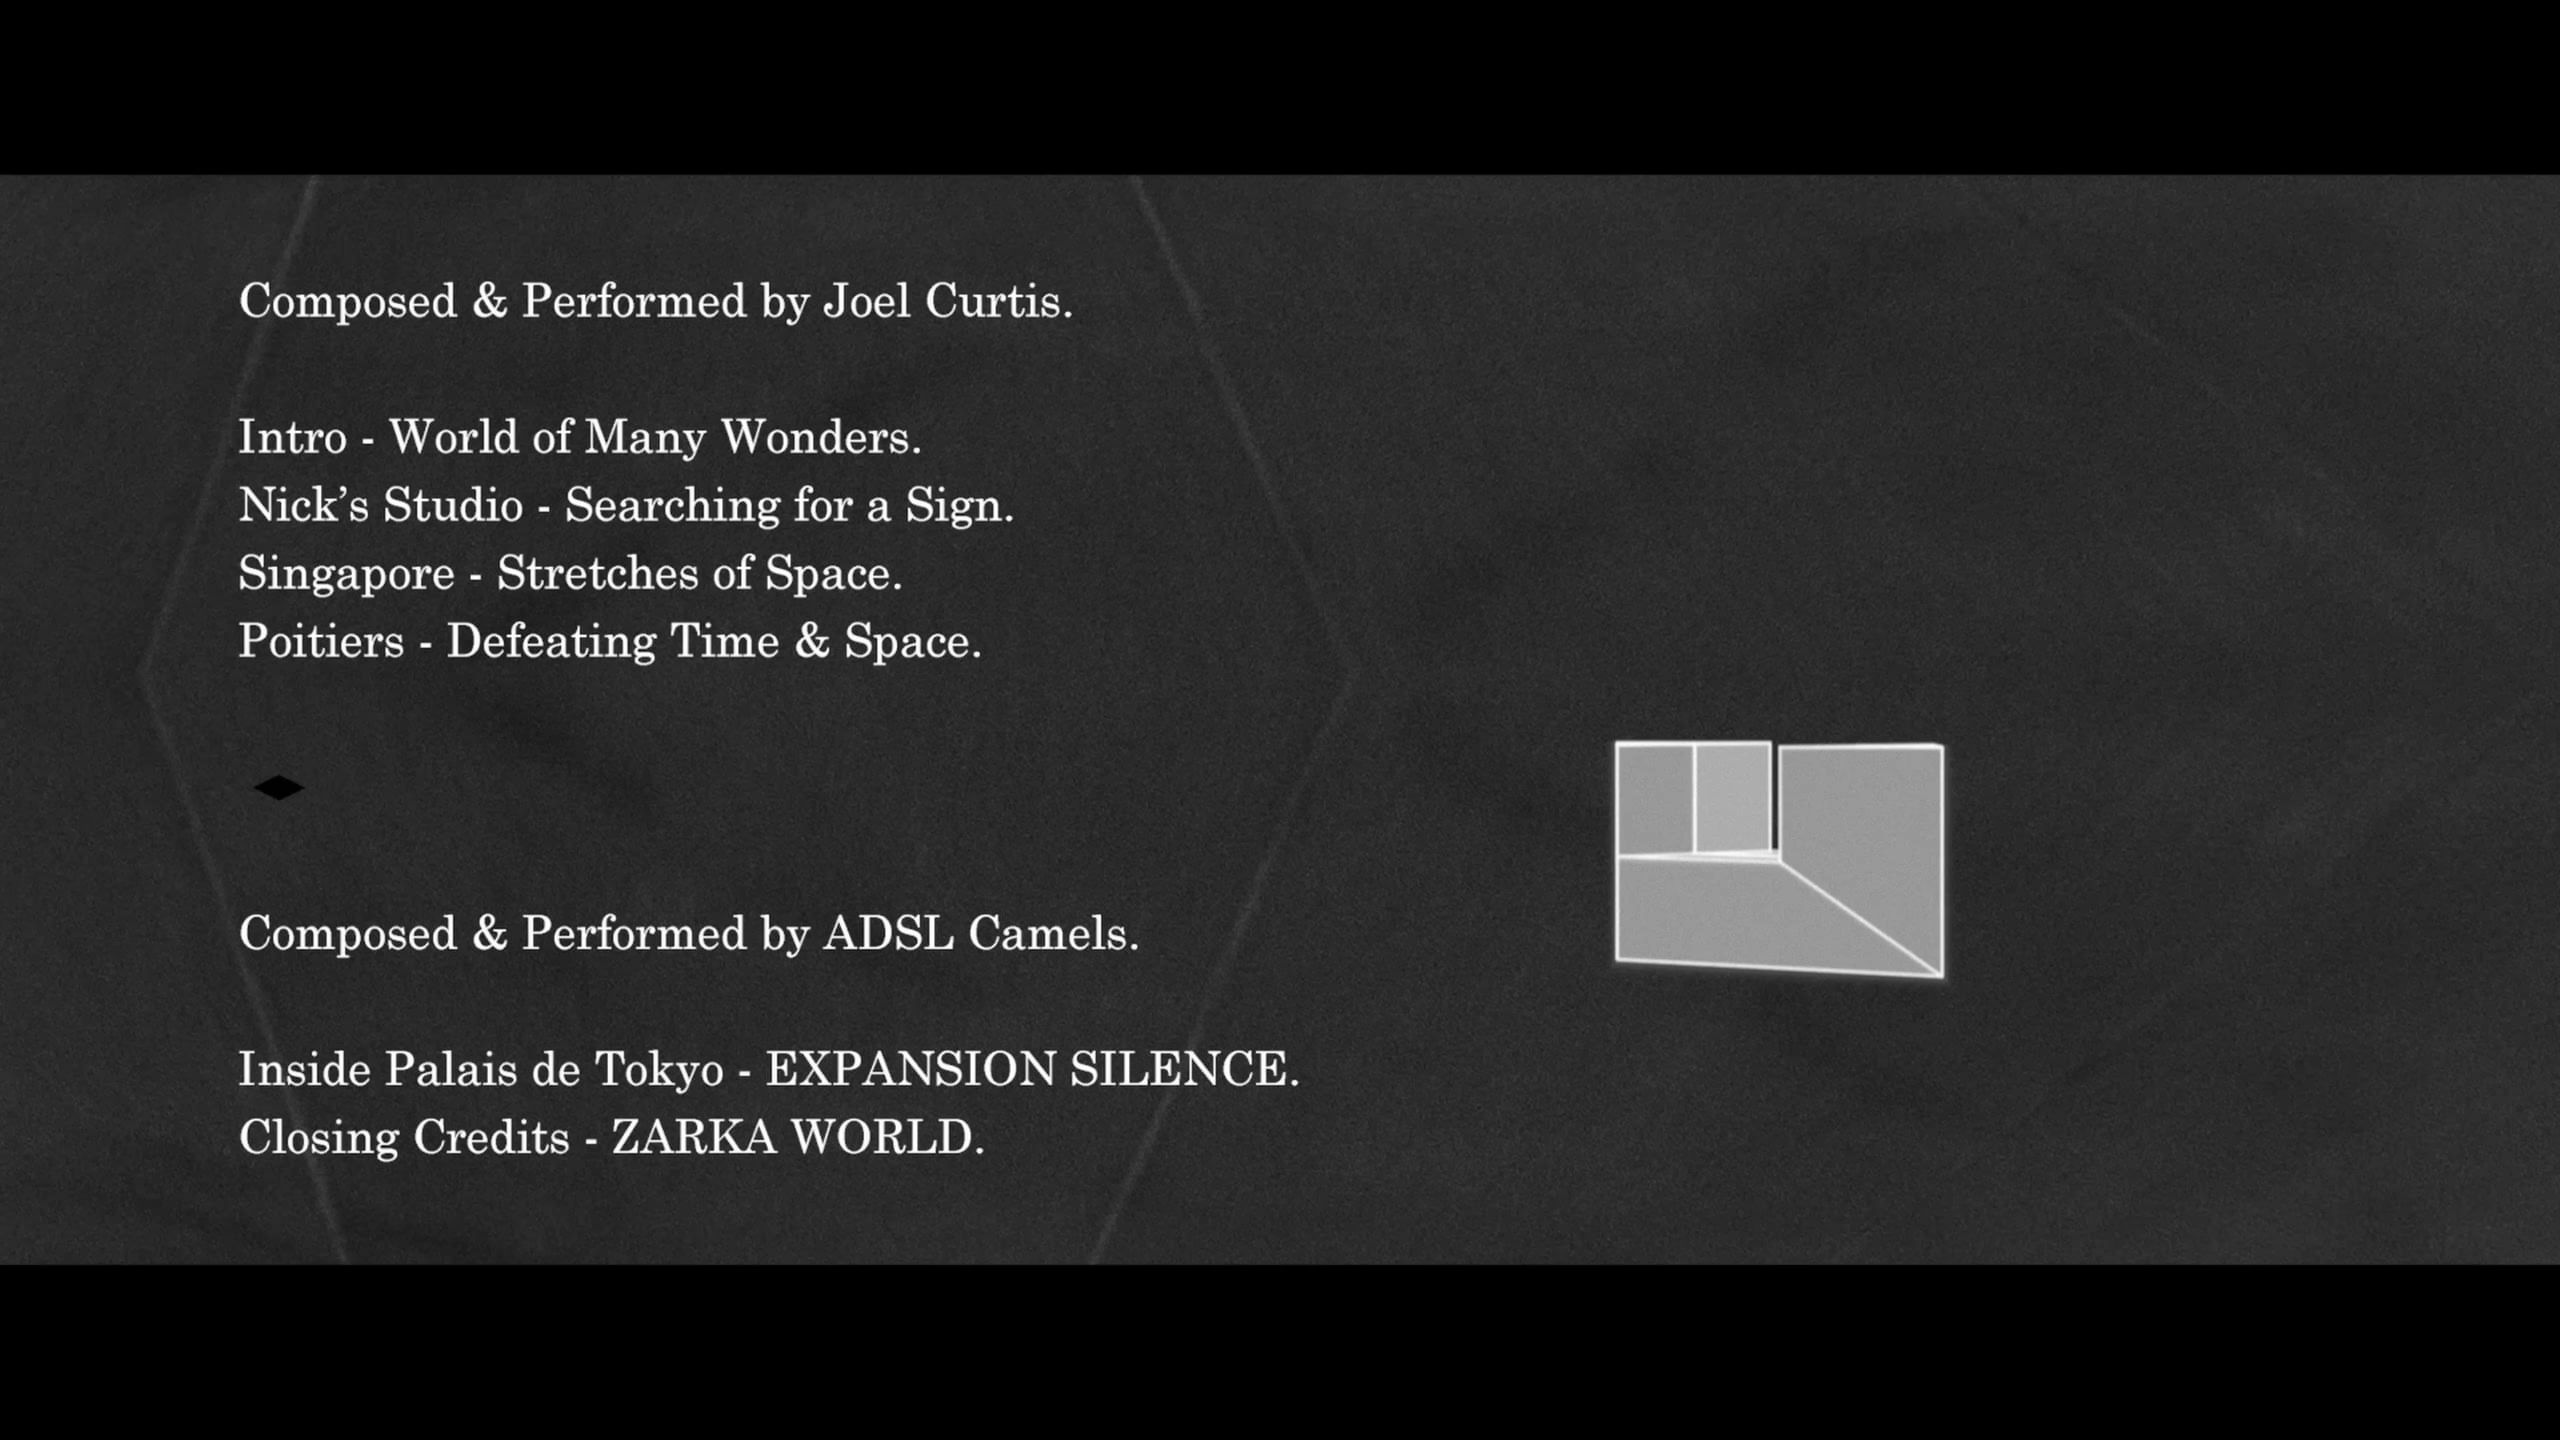 Composed & Performed by Joel Curtis.
Intro - World of Many Wonders.
Nick’s Studio - Searching for a Sign.
Singapore - Stretches of Space.
Poitiers - Defeating Time & Space.
Composed & Performed by ADSL Camels.
Inside Palais de Tokyo - EXPANSION SILENCE.
Closing Credits - ZARKA WORLD.